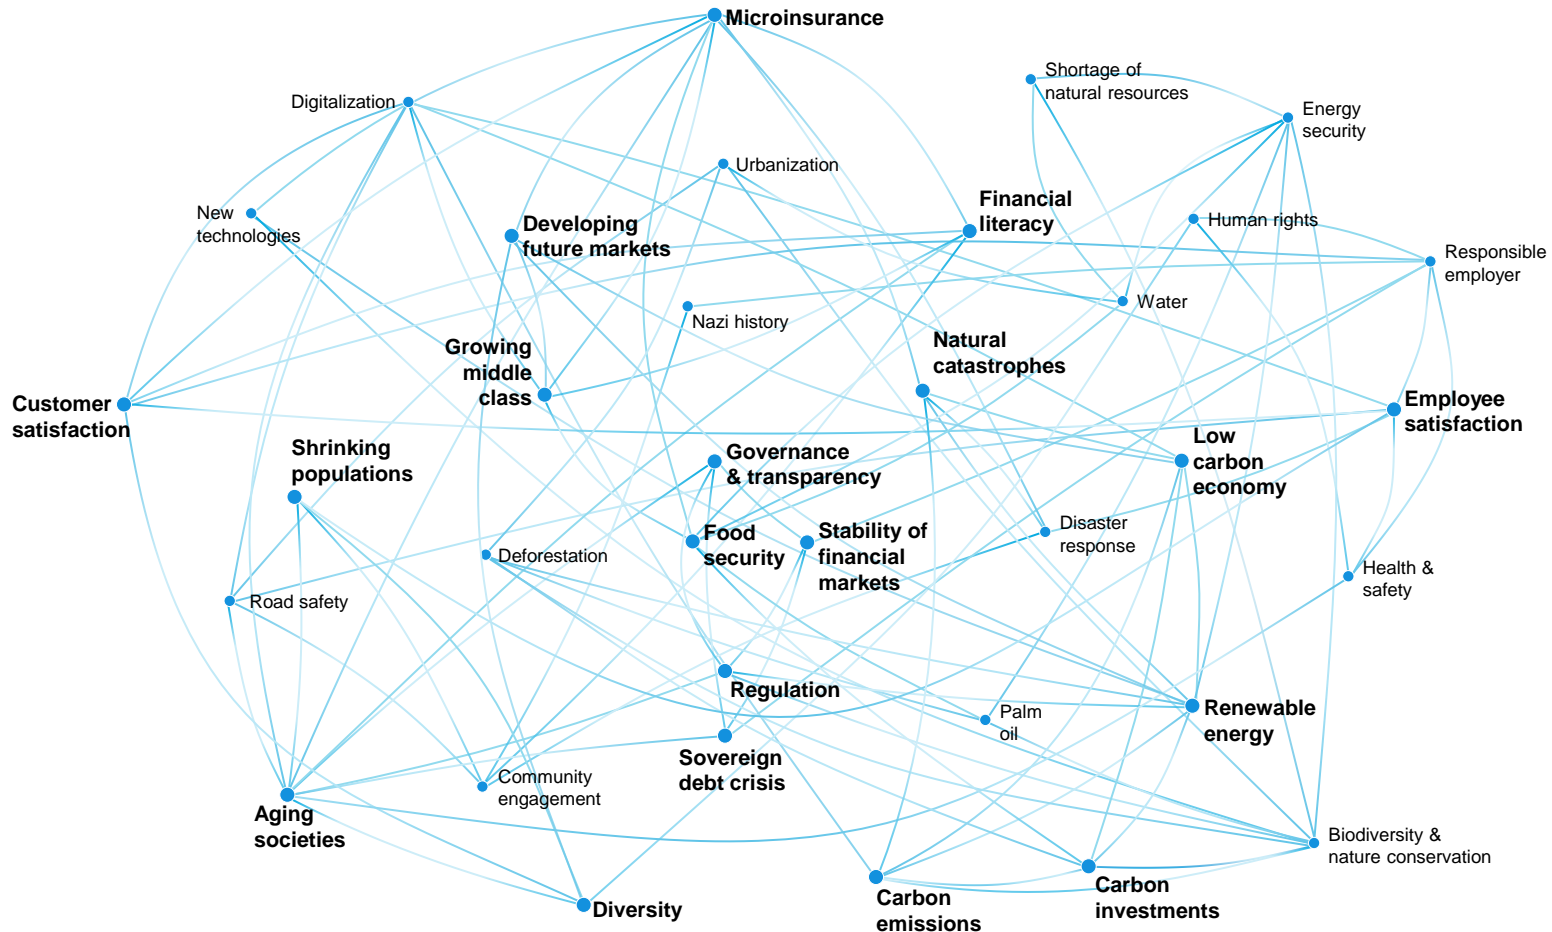 Microinsurance
Shortage of
natural resources
Digitalization
Energy
security
Urbanization
New
technologies
Developing
future markets
Financial
literacy
Human rights
Responsible
employer
Water
Nazi history
Growing
middle
class
Natural
catastrophes
Customer
satisfaction
Employee
satisfaction
Shrinking
populations
Governance
& transparency
Low
carbon
economy
Food
security
Stability of
financial
markets
Disaster
response
Deforestation
Health &
safety
Road safety
Regulation
Palm
oil
Renewable
energy
Sovereign
debt crisis
Community
engagement
Aging
societies
Biodiversity &
nature conservation
Diversity
Carbon
emissions
Carbon
investments